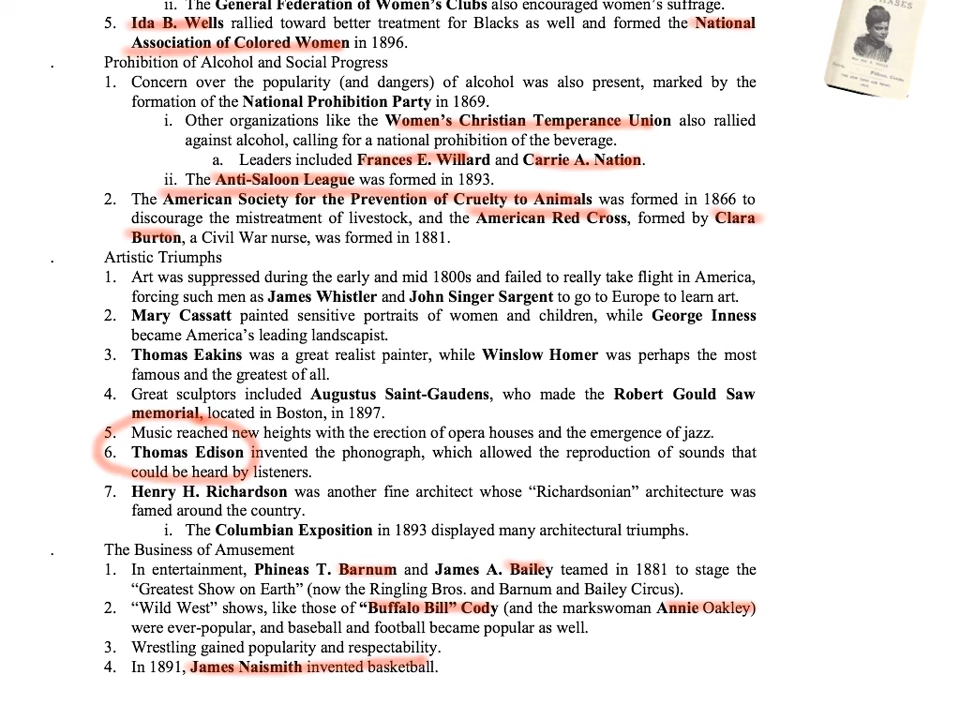 ii. The General Federation of Women's Clubs also encouraged women's suffrage.
5. Ida B. Wells rallied toward better treatment for Blacks as well and formed the National
Association of Colored Women in 1896.
. Prohibition of Alcohol and Social Progress
1. Concern over the popularity (and dangers) of alcohol was also present, marked by the
formation of the National Prohibition Party in 1869.
i. Other organizations like the Women's Christian Temperance Union also rallied
against alcohol, calling for a national prohibition of the beverage.
a. Leaders included Frances E. Willard and Carrie A. Nation.
ii. The Anti-Saloon League was formed in 1893.
2. The American Society for the Prevention of Cruelty to Animals was formed in 1866 to
discourage the mistreatment of livestock, and the American Red Cross, formed by Clara
Burton, a Civil War nurse, was formed in 1881.
. Artistic Triumphs
1. Art was suppressed during the early and mid 1800s and failed to really take flight in America,
forcing such men as James Whistler and John Singer Sargent to go to Europe to learn art.
2. Mary Cassatt painted sensitive portraits of women and children, while George Inness
became America's leading landscapist.
3. Thomas Eakins was a great realist painter, while Winslow Homer was perhaps the most
famous and the greatest of all.
4. Great sculptors included Augustus Saint-Gaudens, who made the Robert Gould Saw
memorial, located in Boston, in 1897.
5. Music reached new heights with the erection of opera houses and the emergence of jazz.
6. Thomas Edison invented the phonograph, which allowed the reproduction of sounds that
could be heard by listeners.
7. Henry H. Richardson was another fine architect whose “Richardsonian” architecture was
famed around the country.
i. The Columbian Exposition in 1893 displayed many architectural triumphs.
. The Business of Amusement
1. In entertainment, Phineas T. Barnum and James A. Bailey teamed in 1881 to stage the
“Greatest Show on Earth” (now the Ringling Bros. and Barnum and Bailey Circus).
2. “Wild West” shows, like those of “Buffalo Bill” Cody (and the markswoman Annie Oakley)
were ever-popular, and baseball and football became popular as well.
3. Wrestling gained popularity and respectability.
4. In 1891, James Naismith invented basketball.